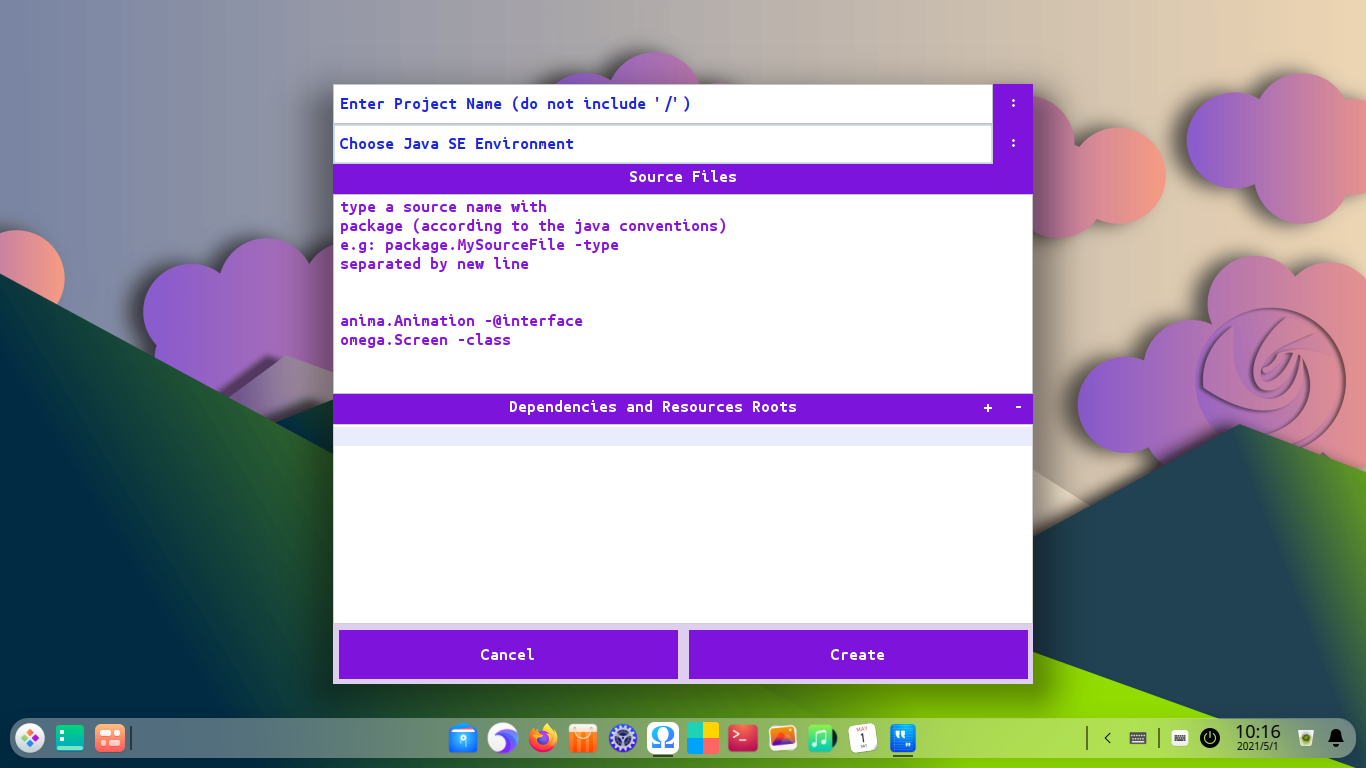 Enter Project Name (do not include '/')
:
Choose Java SE Environment
:
Source Files
type a source name with
package (according to the java conventions)
e.g: package.MySourceFile -type
separated by new line
anima.Animation -@interface
omega.Screen -class
Dependencies and Resources Roots
+ -
Cancel
Create
MAY
1
10:16
2021/5/1